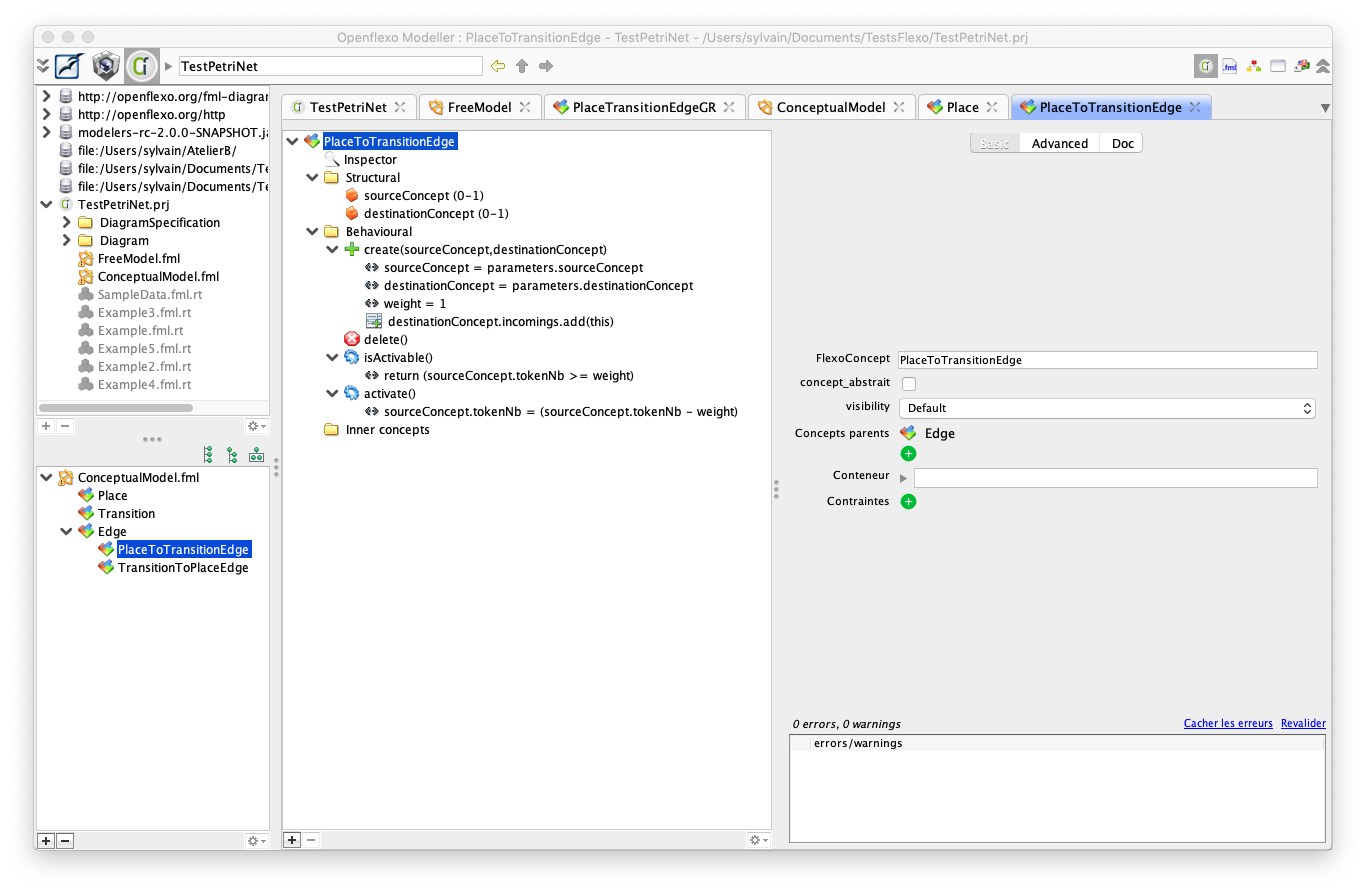 Openflexo Modeller : PlaceToTransitionEdge - TestPetriNet - /Users/sylvain/Documents/TestsFlexo/TestPetriNet.prj
TestPetriNet
.fml
http://openflexo.org/fml-diagrar
http://openflexo.org/http
modelers-rc-2.0.0-SNAPSHOT.ja
file:/Users/sylvain/AtelierB/
file:/Users/sylvain/Documents/Te
file:/Users/sylvain/Documents/Te
TestPetriNet.prj
DiagramSpecification
Diagram
FreeModel.fml
ConceptualModel.fml
SampleData.fml.rt
Example3.fml.rt
Example.fml.rt
Example5.fml.rt
Example2.fml.rt
Example4.fml.rt
ConceptualModel.fml
Place
Transition
Edge
PlaceToTransitionEdge
TransitionToPlaceEdge
TestPetriNet
FreeModel
PlaceTransitionEdgeGR
ConceptualModel
Place
PlaceToTransitionEdge
PlaceToTransitionEdge
Inspector
Structural
sourceConcept (0-1)
destinationConcept (0-1)
Behavioural
create(sourceConcept,destinationConcept)
sourceConcept = parameters.sourceConcept
destinationConcept = parameters.destinationConcept
weight = 1
destinationConcept.incomings.add(this)
delete()
isActivable()
return (sourceConcept.tokenNb >= weight)
activate()
sourceConcept.tokenNb = (sourceConcept.tokenNb - weight)
Inner concepts
Basic Advanced Doc
FlexoConcept PlaceToTransitionEdge
concept_abstrait
visibility Default
Concepts parents Edge
Conteneur
Contraintes
0 errors, 0 warnings Cacher les erreurs Revalider
errors/warnings